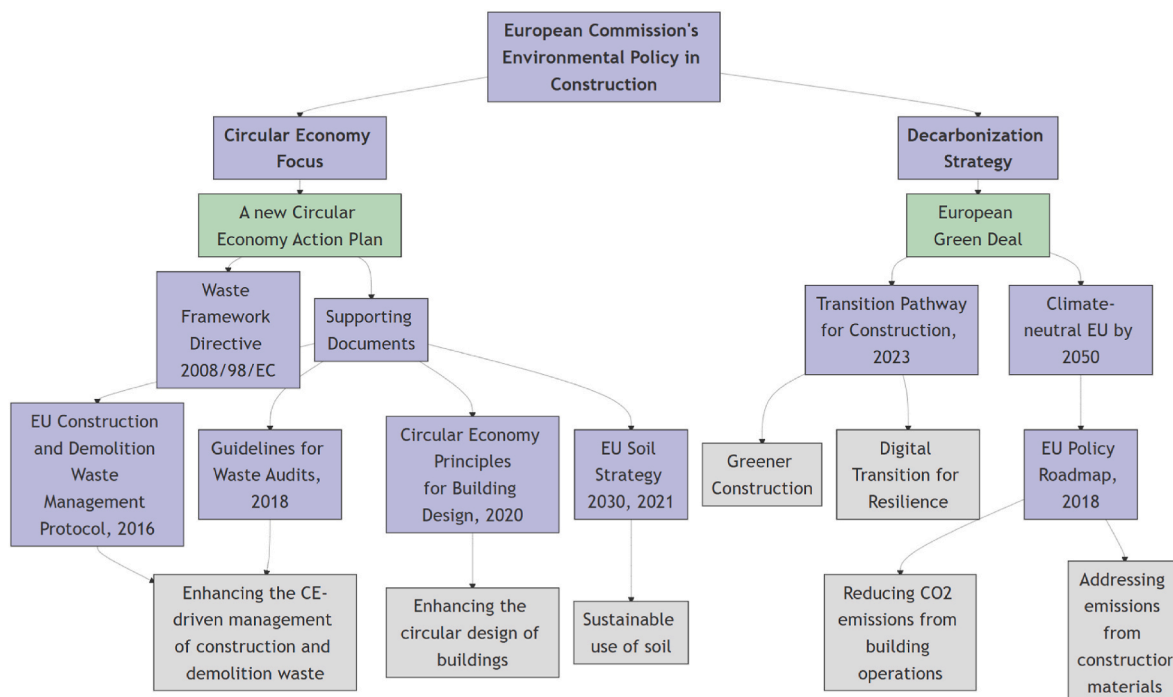 European Commission's
Environmental Policy in
Construction
Circular Economy
Focus
Decarbonization
Strategy
A new Circular
Economy Action Plan
European
Green Deal
Waste
Framework
Directive
2008/98/EC
Supporting
Documents
Transition Pathway
for Construction,
2023
Climate-
neutral EU by
2050
EU Construction
and Demolition
Waste
Management
Protocol, 2016
Guidelines for
Waste Audits,
2018
Circular Economy
Principles
for Building
Design, 2020
EU Soil
Strategy
2030, 2021
Greener
Construction
Digital
Transition for
Resilience
EU Policy
Roadmap,
2018
Enhancing the CE-
driven management
of construction and
demolition waste
Enhancing the
circular design of
buildings
Sustainable
use of soil
Reducing CO2
emissions from
building
operations
Addressing
emissions
from
construction
materials